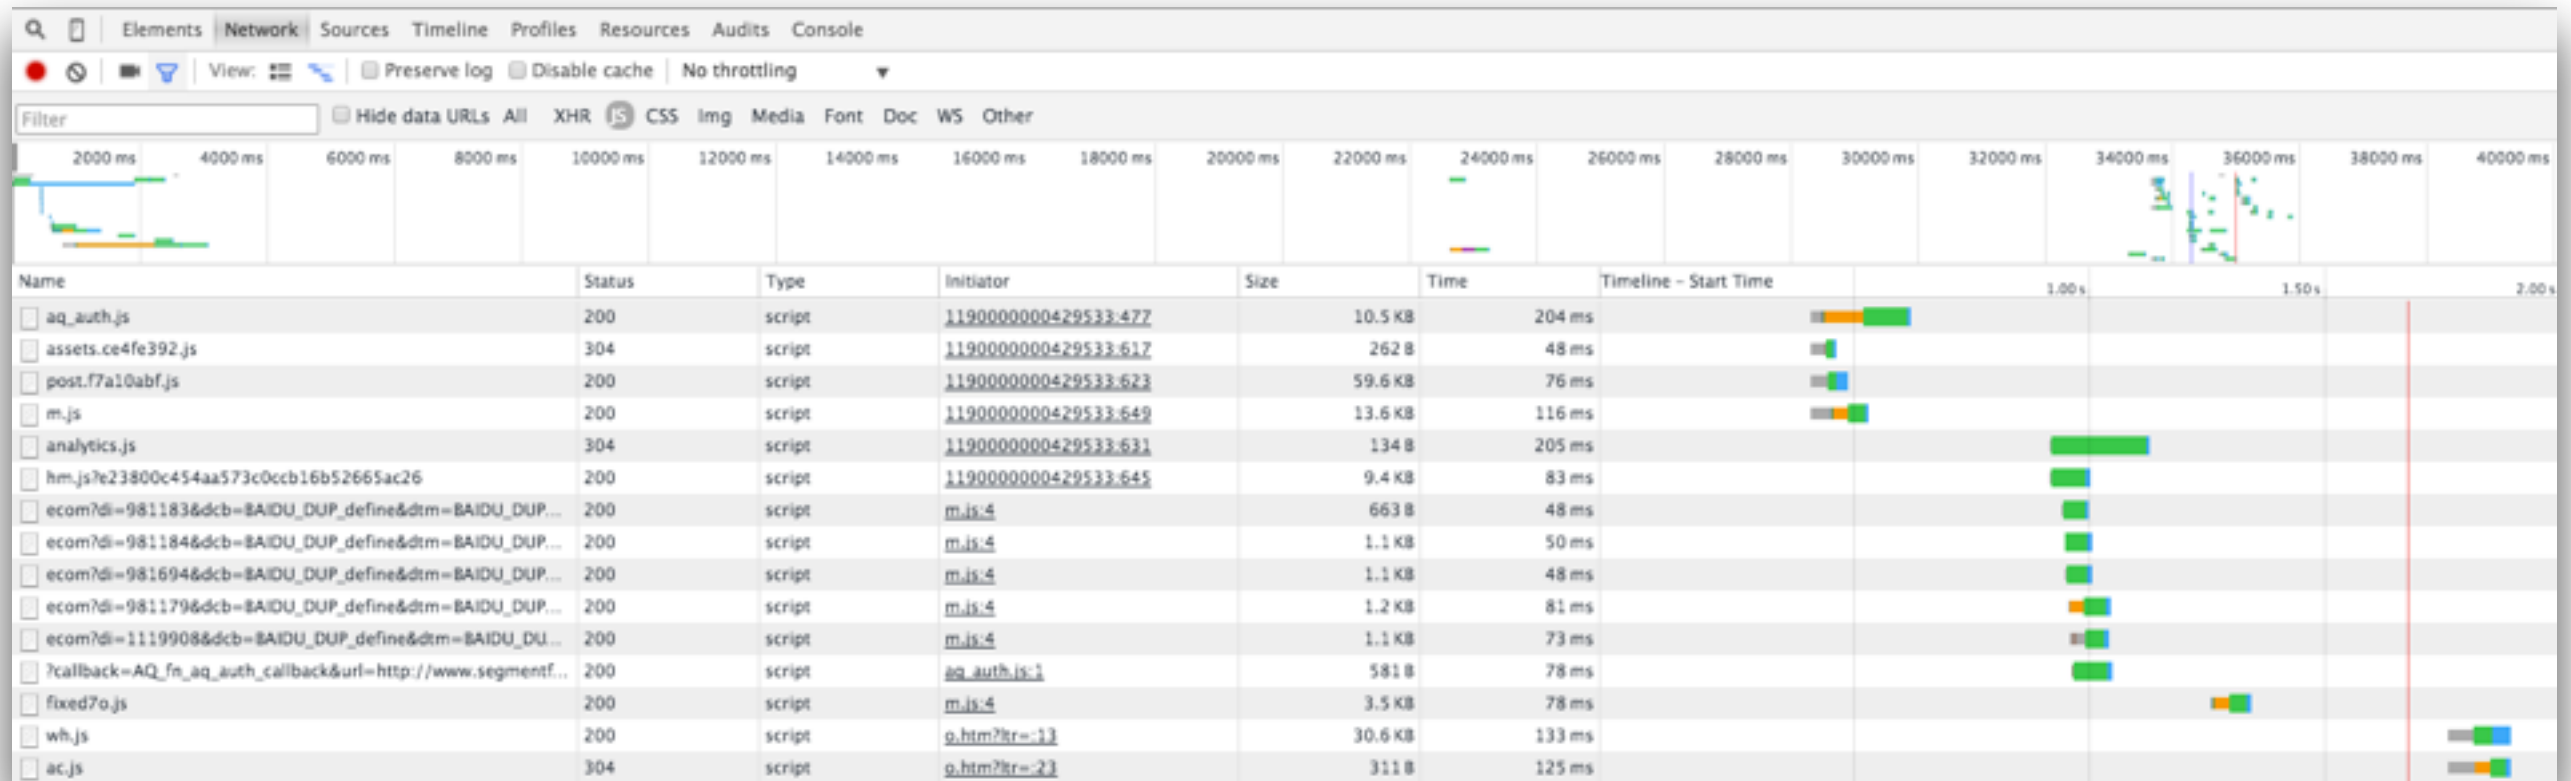 Elements Network Sources Timeline Profiles Resources Audits Console
View: Preserve log Disable cache No throttling ▼
Filter Hide data URLs All XHR JS CSS Img Media Font Doc WS Other
2000 ms 4000 ms 6000 ms 8000 ms 10000 ms 12000 ms 14000 ms 16000 ms 18000 ms 20000 ms 22000 ms 24000 ms 26000 ms 28000 ms 30000 ms 32000 ms 34000 ms 36000 ms 38000 ms 40000 ms
Name Status Type Initiator Size Time Timeline – Start Time 1.00 s 1.50 s 2.00 s
aq_auth.js 200 script 1190000000429533:477 10.5 KB 204 ms
assets.ce4fe392.js 304 script 1190000000429533:617 262 B 48 ms
post.f7a10abf.js 200 script 1190000000429533:623 59.6 KB 76 ms
m.js 200 script 1190000000429533:649 13.6 KB 116 ms
analytics.js 304 script 1190000000429533:631 134 B 205 ms
hm.js?e23800c454aa573c0ccb16b52665ac26 200 script 1190000000429533:645 9.4 KB 83 ms
ecom?di=981183&dcb=BAIDU_DUP_define&dtm=BAIDU_DUP... 200 script m.js:4 663 B 48 ms
ecom?di=981184&dcb=BAIDU_DUP_define&dtm=BAIDU_DUP... 200 script m.js:4 1.1 KB 50 ms
ecom?di=981694&dcb=BAIDU_DUP_define&dtm=BAIDU_DUP... 200 script m.js:4 1.1 KB 48 ms
ecom?di=981179&dcb=BAIDU_DUP_define&dtm=BAIDU_DUP... 200 script m.js:4 1.2 KB 81 ms
ecom?di=1119908&dcb=BAIDU_DUP_define&dtm=BAIDU_DU... 200 script m.js:4 1.1 KB 73 ms
?callback=AQ_fn_aq_auth_callback&url=http://www.segmentf... 200 script aq_auth.js:1 581 B 78 ms
fixed7o.js 200 script m.js:4 3.5 KB 78 ms
wh.js 200 script o.htm?ltr=:13 30.6 KB 133 ms
ac.js 304 script o.htm?ltr=:23 311 B 125 ms